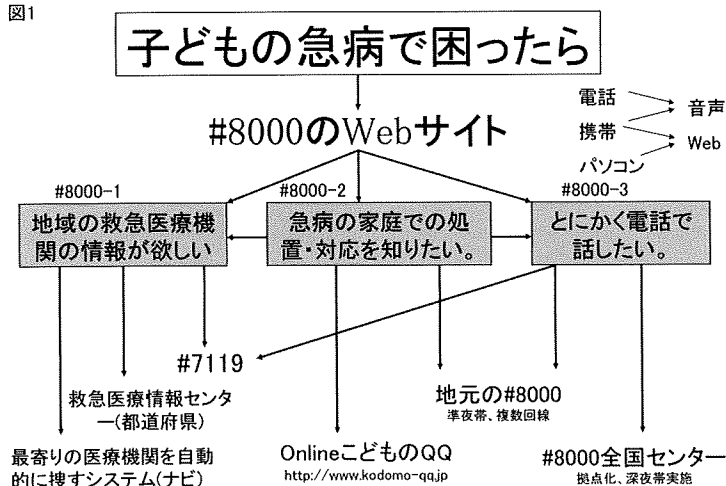 図1
子どもの急病で困ったら
#8000のWebサイト
電話
音声
携帯
Web
パソコン
#8000-1
#8000-2
#8000-3
地域の救急医療機
関の情報が欲しい
急病の家庭での処
置・対応を知りたい。
とにかく電話で
話したい。
#7119
救急医療情報センタ
ー(都道府県)
地元の#8000
準夜帯、複数回線
最寄りの医療機関を自動
的に捜すシステム(ナビ)
OnlineこどものQQ
http://www.kodomo-qq.jp
#8000全国センター
拠点化、深夜帯実施